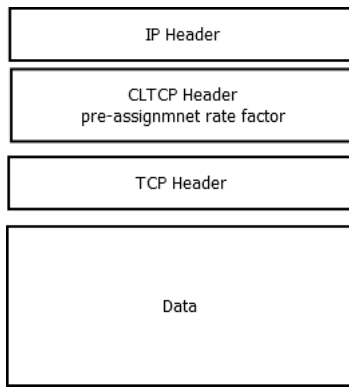 IP Header
CLTCP Header
pre-assignmnet rate factor
TCP Header
Data